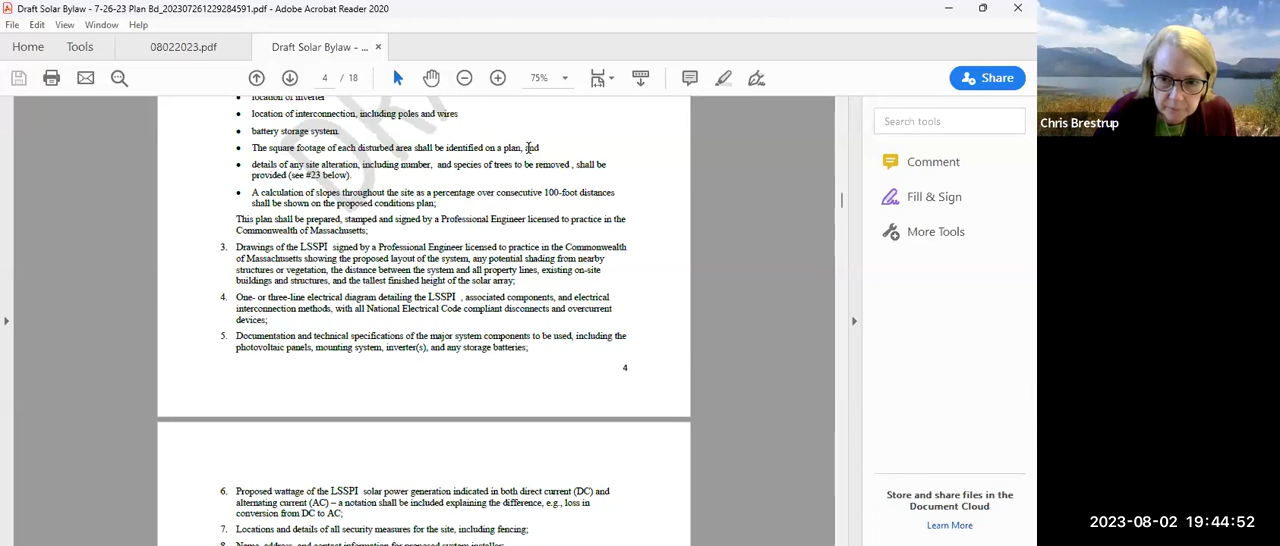 Draft Solar Bylaw - 7-26-23 Plan Bd_202307261229284591.pdf - Adobe Acrobat Reader 2020
File Edit View Window Help
Home Tools 08022023.pdf Draft Solar Bylaw - ... ×
4 / 18 75% Share
Chris Brestrup
Search tools
Comment
Fill & Sign
More Tools
Store and share files in the
Document Cloud
Learn More
DRA
• location of inverter
• location of interconnection, including poles and wires
• battery storage system.
• The square footage of each disturbed area shall be identified on a plan, and
• details of any site alteration, including number, and species of trees to be removed , shall be
provided (see #23 below).
• A calculation of slopes throughout the site as a percentage over consecutive 100-foot distances
shall be shown on the proposed conditions plan;
This plan shall be prepared, stamped and signed by a Professional Engineer licensed to practice in the
Commonwealth of Massachusetts;
3. Drawings of the LSSPI signed by a Professional Engineer licensed to practice in the Commonwealth
of Massachusetts showing the proposed layout of the system, any potential shading from nearby
structures or vegetation, the distance between the system and all property lines, existing on-site
buildings and structures, and the tallest finished height of the solar array;
4. One- or three-line electrical diagram detailing the LSSPI , associated components, and electrical
interconnection methods, with all National Electrical Code compliant disconnects and overcurrent
devices;
5. Documentation and technical specifications of the major system components to be used, including the
photovoltaic panels, mounting system, inverter(s), and any storage batteries;
4
6. Proposed wattage of the LSSPI solar power generation indicated in both direct current (DC) and
alternating current (AC) – a notation shall be included explaining the difference, e.g., loss in
conversion from DC to AC;
7. Locations and details of all security measures for the site, including fencing;
8. Name, address, and contact information for proposed system installer;
2023-08-02 19:44:52